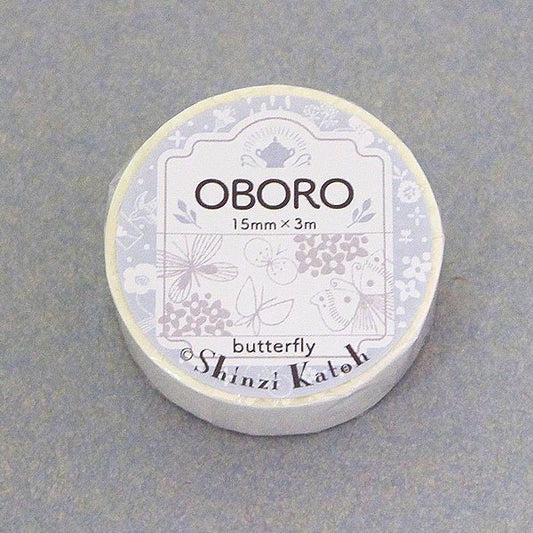 OBORO
15mm×3m
butterfly
©Shinzi Katoh